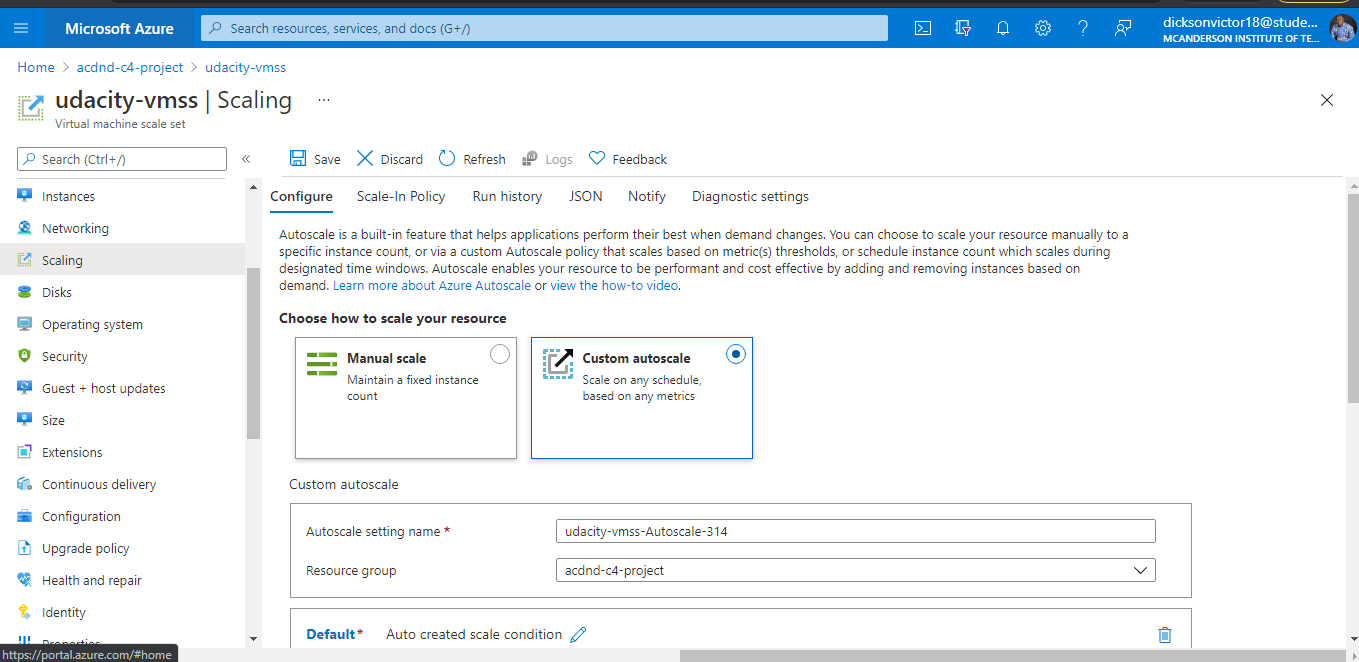 Microsoft Azure
Search resources, services, and docs (G+/)
dicksonvictor18@stude...
MCANDERSON INSTITUTE OF TE...
Home > acdnd-c4-project > udacity-vmss
udacity-vmss | Scaling ...
Virtual machine scale set
Search (Ctrl+/)
«
Save
Discard
Refresh
Logs
Feedback
Instances
Networking
Scaling
Disks
Operating system
Security
Guest + host updates
Size
Extensions
Continuous delivery
Configuration
Upgrade policy
Health and repair
Identity
Properties
https://portal.azure.com/#home
Configure
Scale-In Policy
Run history
JSON
Notify
Diagnostic settings
Autoscale is a built-in feature that helps applications perform their best when demand changes. You can choose to scale your resource manually to a
specific instance count, or via a custom Autoscale policy that scales based on metric(s) thresholds, or schedule instance count which scales during
designated time windows. Autoscale enables your resource to be performant and cost effective by adding and removing instances based on
demand. Learn more about Azure Autoscale or view the how-to video.
Choose how to scale your resource
Manual scale
Maintain a fixed instance
count
Custom autoscale
Scale on any schedule,
based on any metrics
Custom autoscale
Autoscale setting name *
udacity-vmss-Autoscale-314
Resource group
acdnd-c4-project
Default*
Auto created scale condition